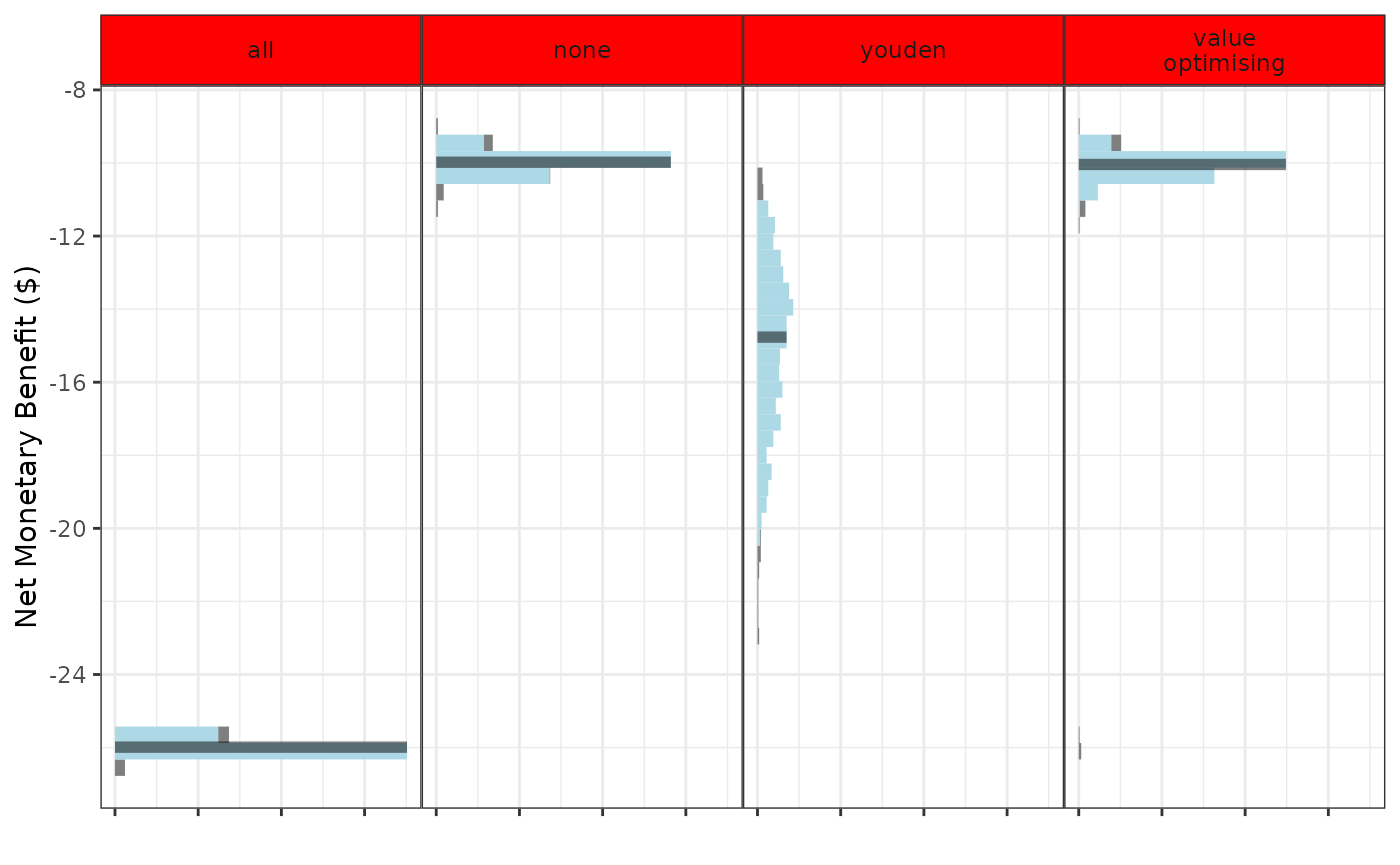 all
none
youden
value
optimising
Net Monetary Benefit ($)
-8
-12
-16
-20
-24